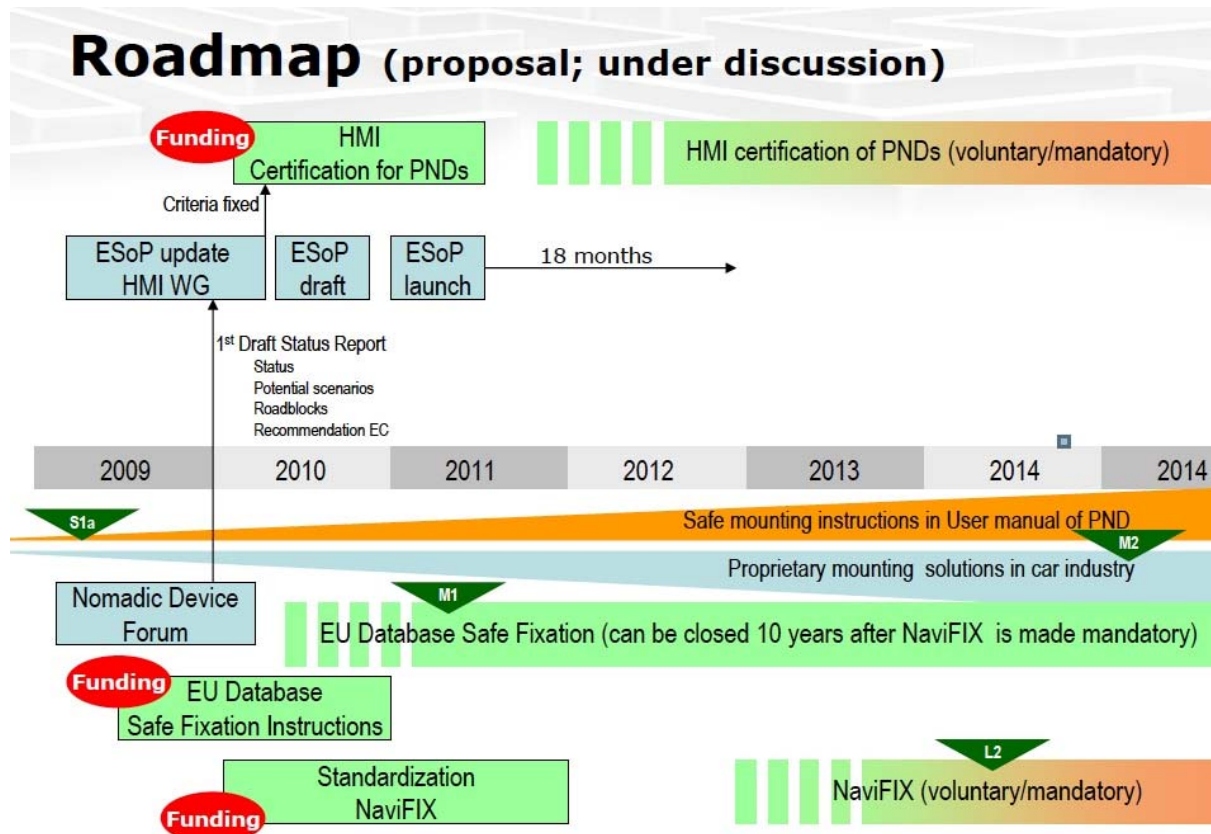 Roadmap (proposal; under discussion)
Funding
HMI
Certification for PNDs
HMI certification of PNDs (voluntary/mandatory)
Criteria fixed
ESoP update
HMI WG
ESoP
draft
ESoP
launch
18 months
1st Draft Status Report
Status
Potential scenarios
Roadblocks
Recommendation EC
2009 2010 2011 2012 2013 2014 2014
S1a
Safe mounting instructions in User manual of PND
M2
Proprietary mounting solutions in car industry
Nomadic Device
Forum
M1
EU Database Safe Fixation (can be closed 10 years after NaviFIX is made mandatory)
Funding
EU Database
Safe Fixation Instructions
L2
Standardization
NaviFIX
Funding
NaviFIX (voluntary/mandatory)